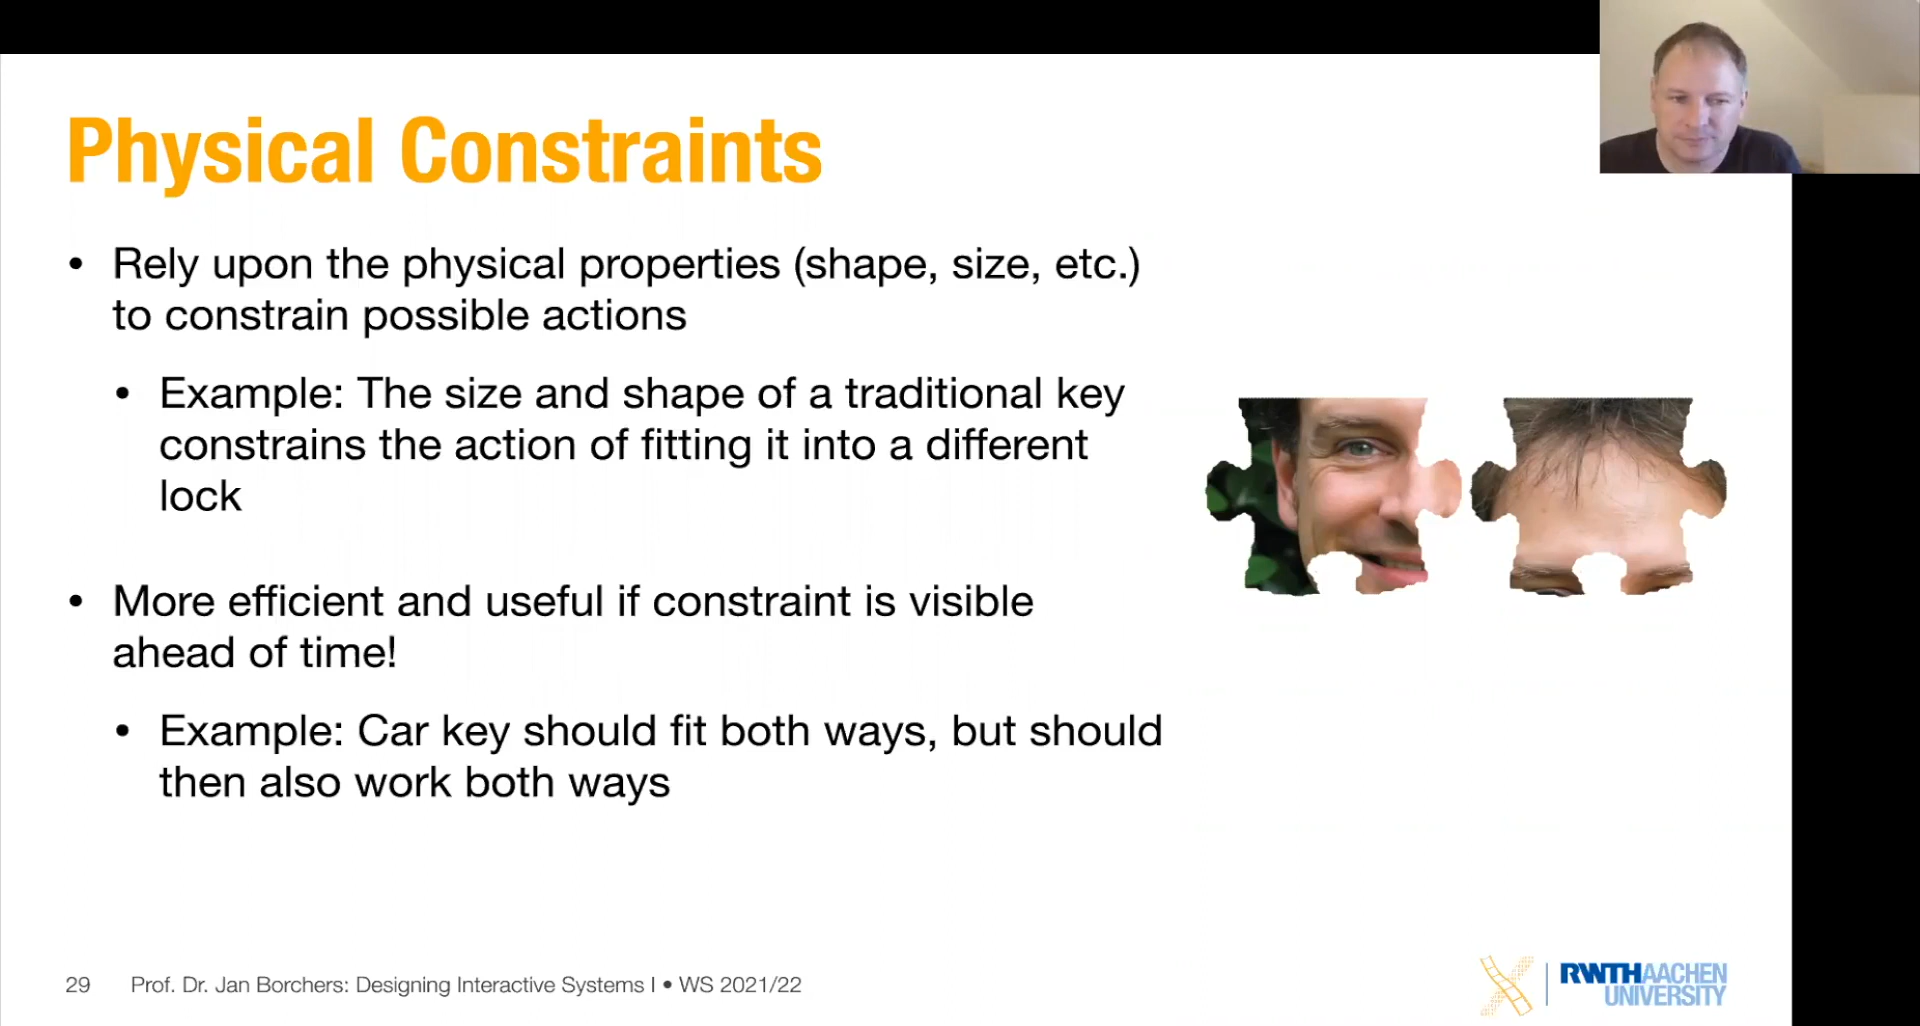 Physical Constraints
• Rely upon the physical properties (shape, size, etc.)
to constrain possible actions
• Example: The size and shape of a traditional key
constrains the action of fitting it into a different
lock
• More efficient and useful if constraint is visible
ahead of time!
• Example: Car key should fit both ways, but should
then also work both ways
29 Prof. Dr. Jan Borchers: Designing Interactive Systems I • WS 2021/22
RWTHAACHEN
UNIVERSITY